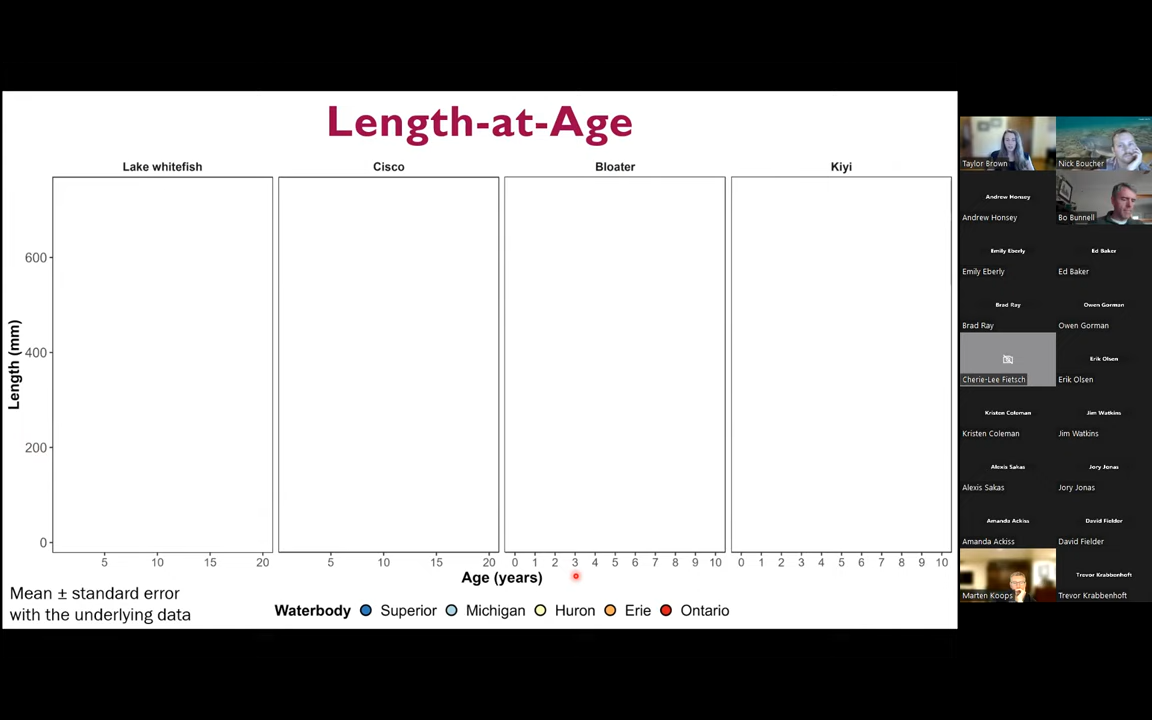 Length-at-Age
Lake whitefish
Cisco
Bloater
Kiyi
Length (mm)
600
400
200
0
5 10 15 20
5 10 15 20
0 1 2 3 4 5 6 7 8 9 10
0 1 2 3 4 5 6 7 8 9 10
Age (years)
Mean ± standard error
with the underlying data
Waterbody Superior Michigan Huron Erie Ontario
Taylor Brown
Nick Boucher
Andrew Honsey
Andrew Honsey
Bo Bunnell
Emily Eberly
Emily Eberly
Ed Baker
Ed Baker
Brad Ray
Brad Ray
Owen Gorman
Owen Gorman
Cherie-Lee Fietsch
Erik Olsen
Erik Olsen
Kristen Coleman
Kristen Coleman
Jim Watkins
Jim Watkins
Alexis Sakas
Alexis Sakas
Jory Jonas
Jory Jonas
Amanda Ackiss
Amanda Ackiss
David Fielder
David Fielder
Marten Koops
Trevor Krabbenhoft
Trevor Krabbenhoft